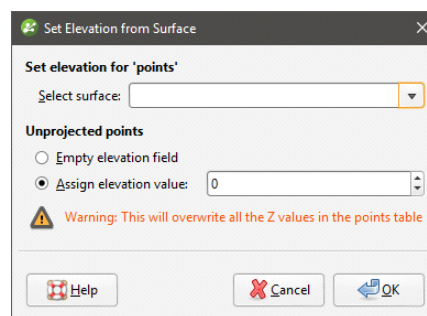 Set Elevation from Surface
Set elevation for 'points'
Select surface:
Unprojected points
Empty elevation field
Assign elevation value: 0
Warning: This will overwrite all the Z values in the points table
Help Cancel OK